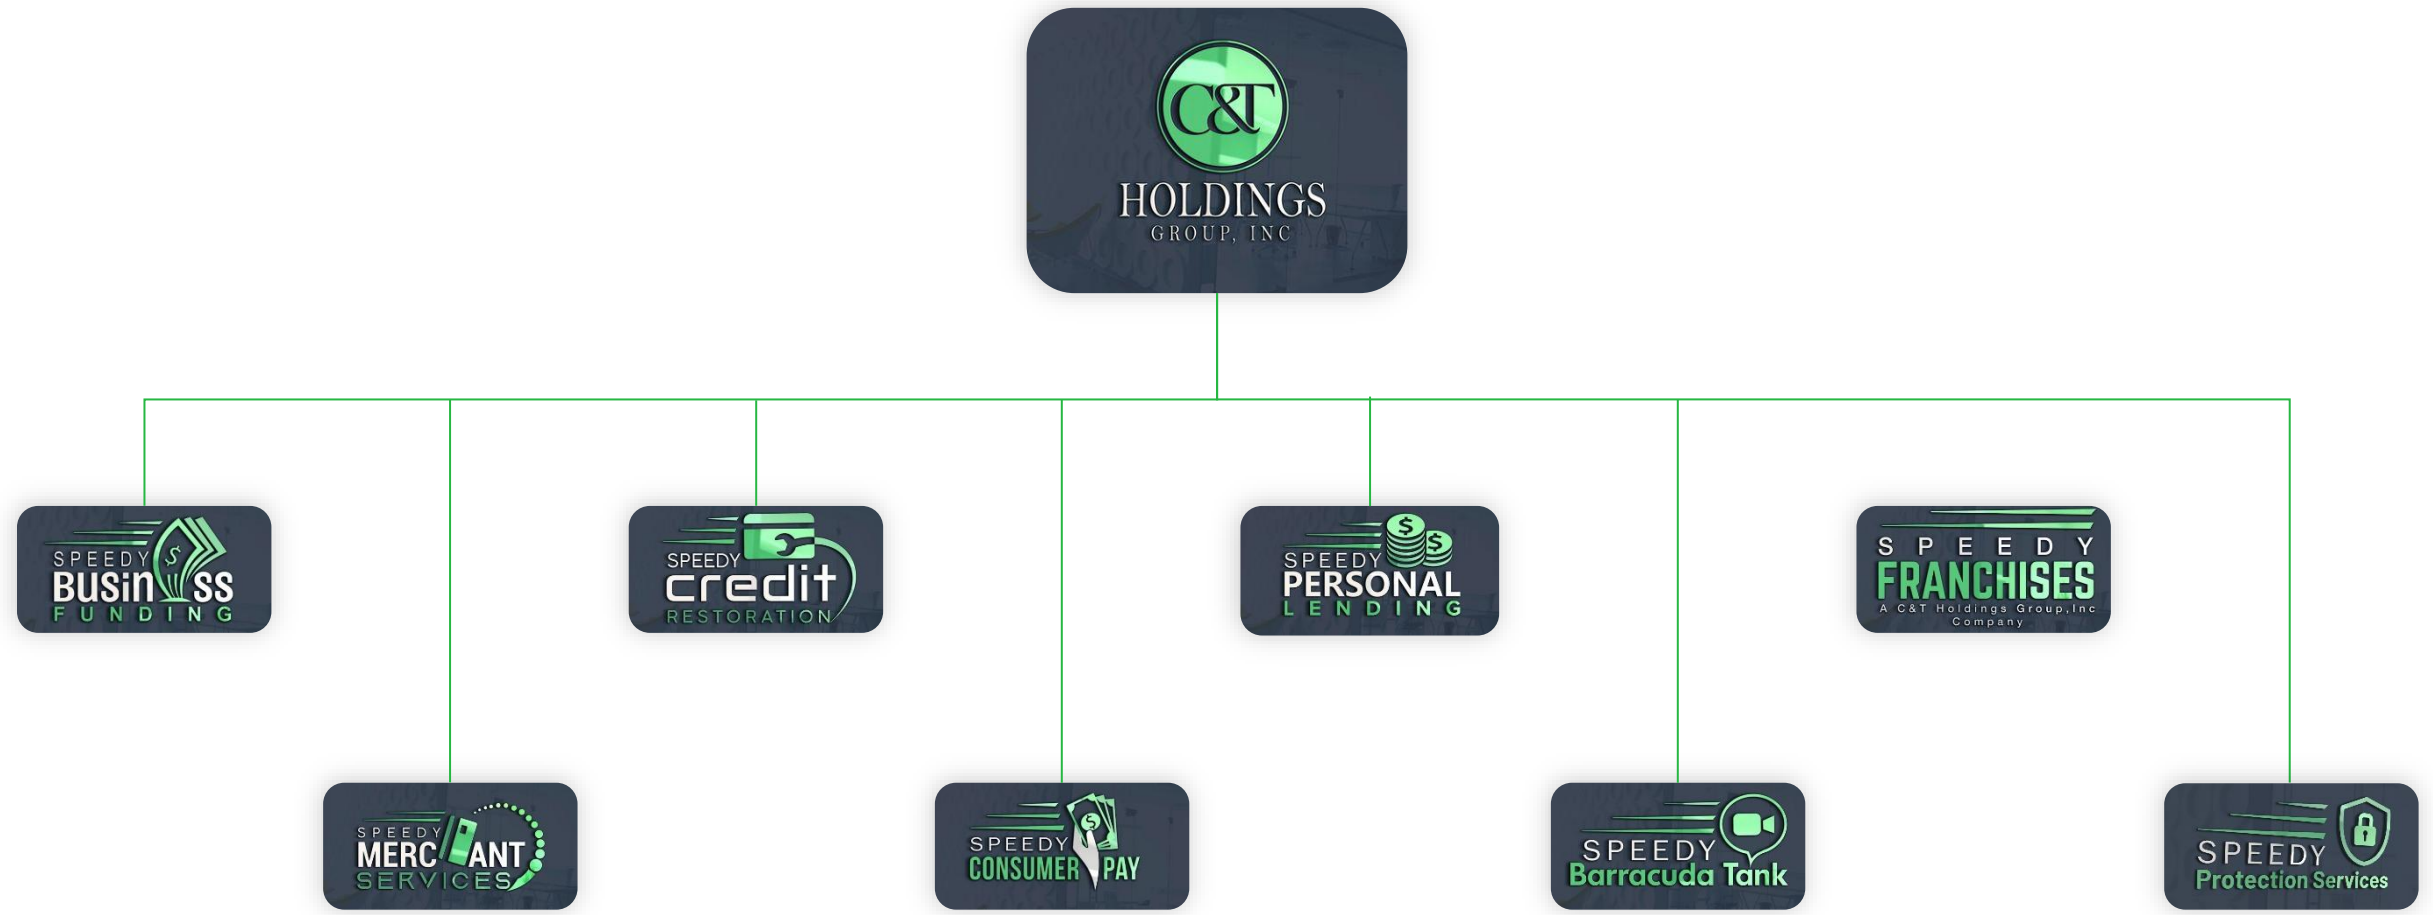 C&T
HOLDINGS
GROUP, INC
SPEEDY
BUSinESS
FUNDING
SPEEDY
credit
RESTORATION
SPEEDY
PERSONAL
LENDING
SPEEDY
FRANCHISES
A C&T Holdings Group,Inc
Company
SPEEDY
MERCHANT
SERVICES
SPEEDY
CONSUMER PAY
SPEEDY
Barracuda Tank
SPEEDY
Protection Services